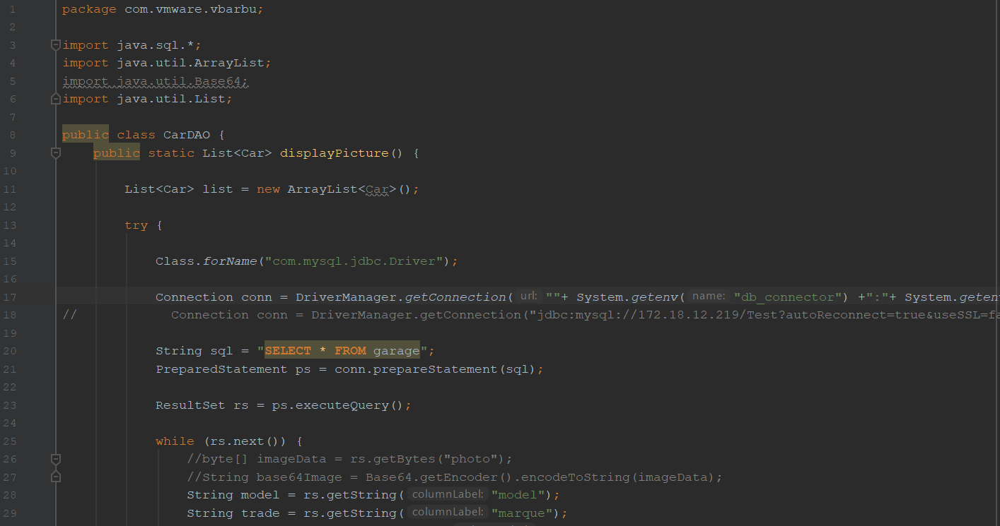 1 package com.vmware.vbarbu;
2
3 import java.sql.*;
4 import java.util.ArrayList;
5 import java.util.Base64;
6 import java.util.List;
7
8 public class CarDAO {
9 public static List<Car> displayPicture() {
10
11 List<Car> list = new ArrayList<Car>();
12
13 try {
14
15 Class.forName("com.mysql.jdbc.Driver");
16
17 Connection conn = DriverManager.getConnection( url: ""+ System.getenv( name: "db_connector") +":"+ System.geten
18 // Connection conn = DriverManager.getConnection("jdbc:mysql://172.18.12.219/Test?autoReconnect=true&useSSL=fa
19
20 String sql = "SELECT * FROM garage";
21 PreparedStatement ps = conn.prepareStatement(sql);
22
23 ResultSet rs = ps.executeQuery();
24
25 while (rs.next()) {
26 //byte[] imageData = rs.getBytes("photo");
27 //String base64Image = Base64.getEncoder().encodeToString(imageData);
28 String model = rs.getString( columnLabel: "model");
29 String trade = rs.getString( columnLabel: "marque");